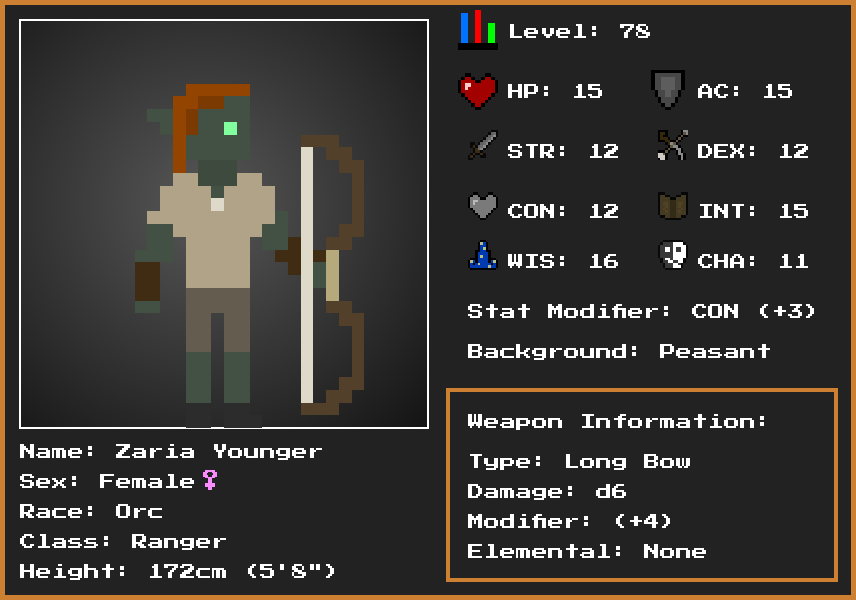 Level: 78
HP: 15
AC: 15
STR: 12
DEX: 12
CON: 12
INT: 15
WIS: 16
CHA: 11
Stat Modifier: CON (+3)
Background: Peasant
Weapon Information:
Type: Long Bow
Damage: d6
Modifier: (+4)
Elemental: None
Name: Zaria Younger
Sex: Female♀
Race: Orc
Class: Ranger
Height: 172cm (5'8")